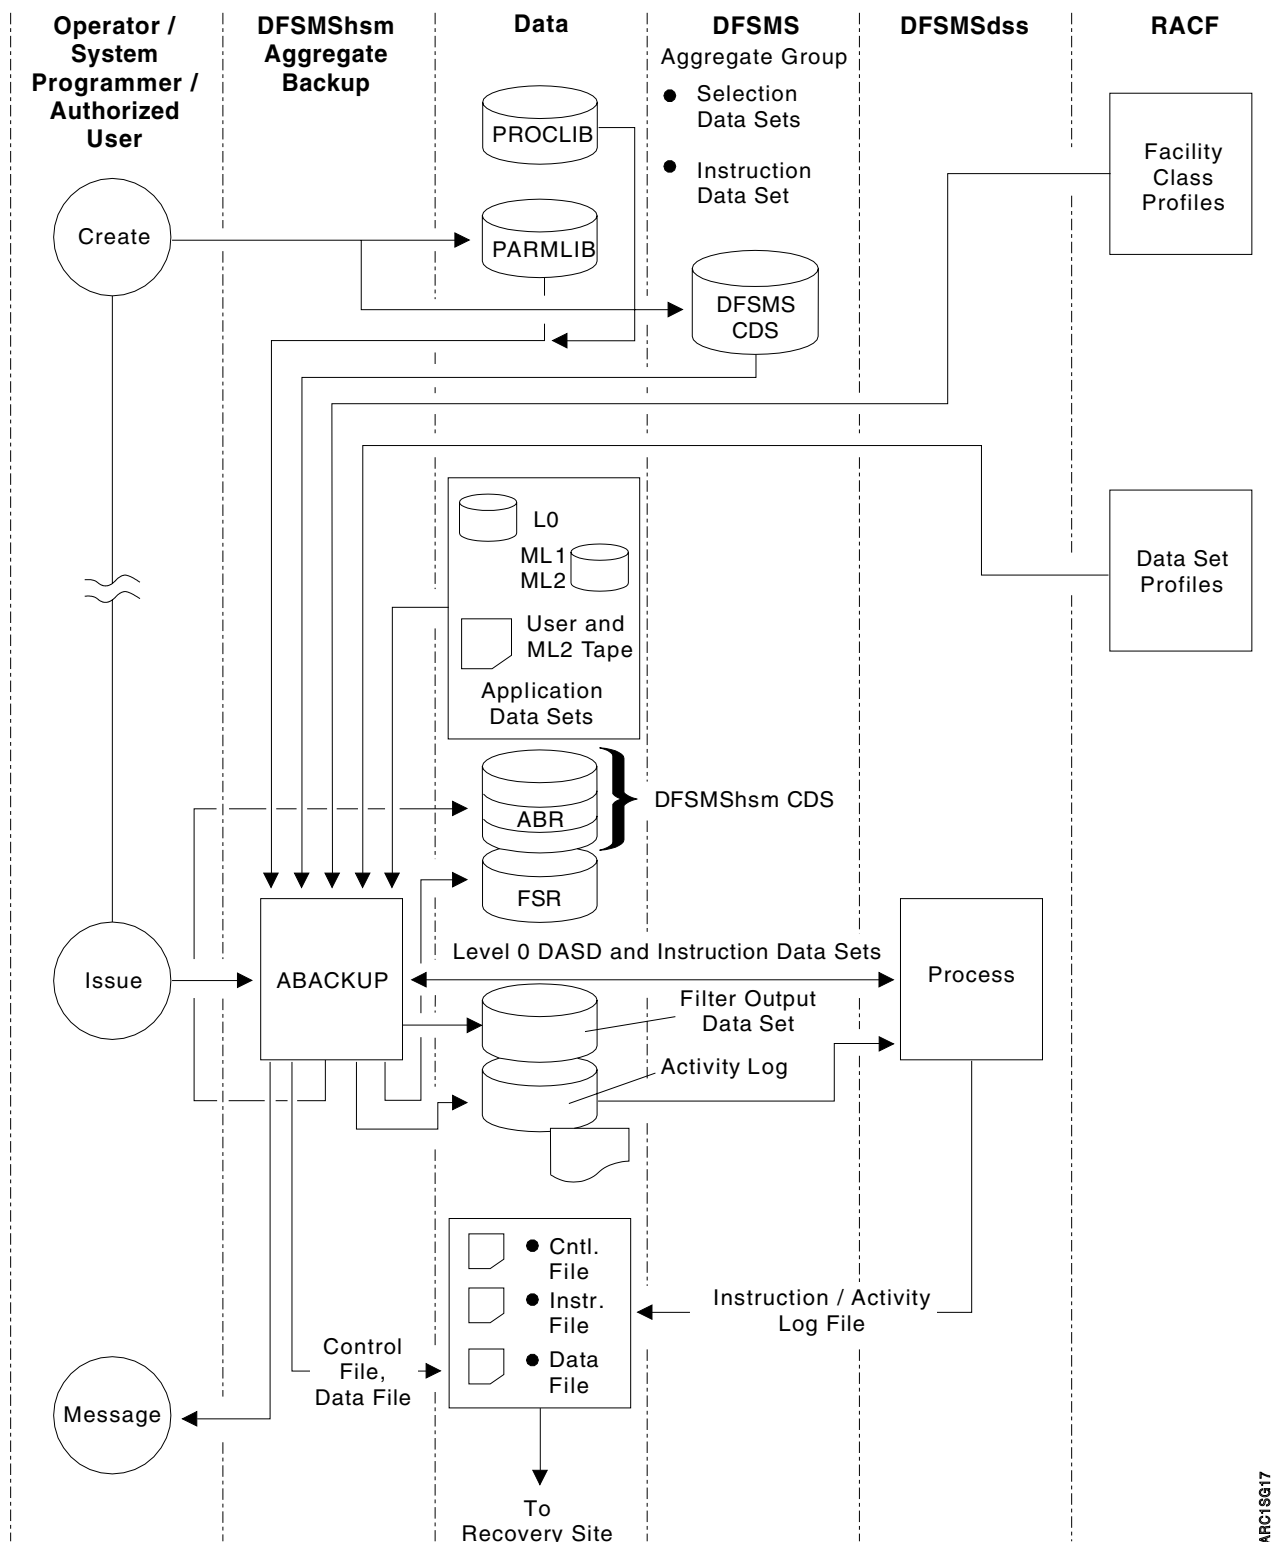 Operator /
System
Programmer /
Authorized
User
DFSMShsm
Aggregate
Backup
Data
DFSMS
Aggregate Group
● Selection
Data Sets
● Instruction
Data Set
DFSMSdss
RACF
PROCLIB
Facility
Class
Profiles
Create
PARMLIB
DFSMS
CDS
L0
ML1
ML2
User and
ML2 Tape
Application
Data Sets
Data Set
Profiles
DFSMShsm CDS
ABR
FSR
Level 0 DASD and Instruction Data Sets
Issue
ABACKUP
Process
Filter Output
Data Set
Activity Log
● Cntl.
File
● Instr.
File
● Data
File
Instruction / Activity
Log File
Control
File,
Data File
Message
To
Recovery Site
ARC1SG17